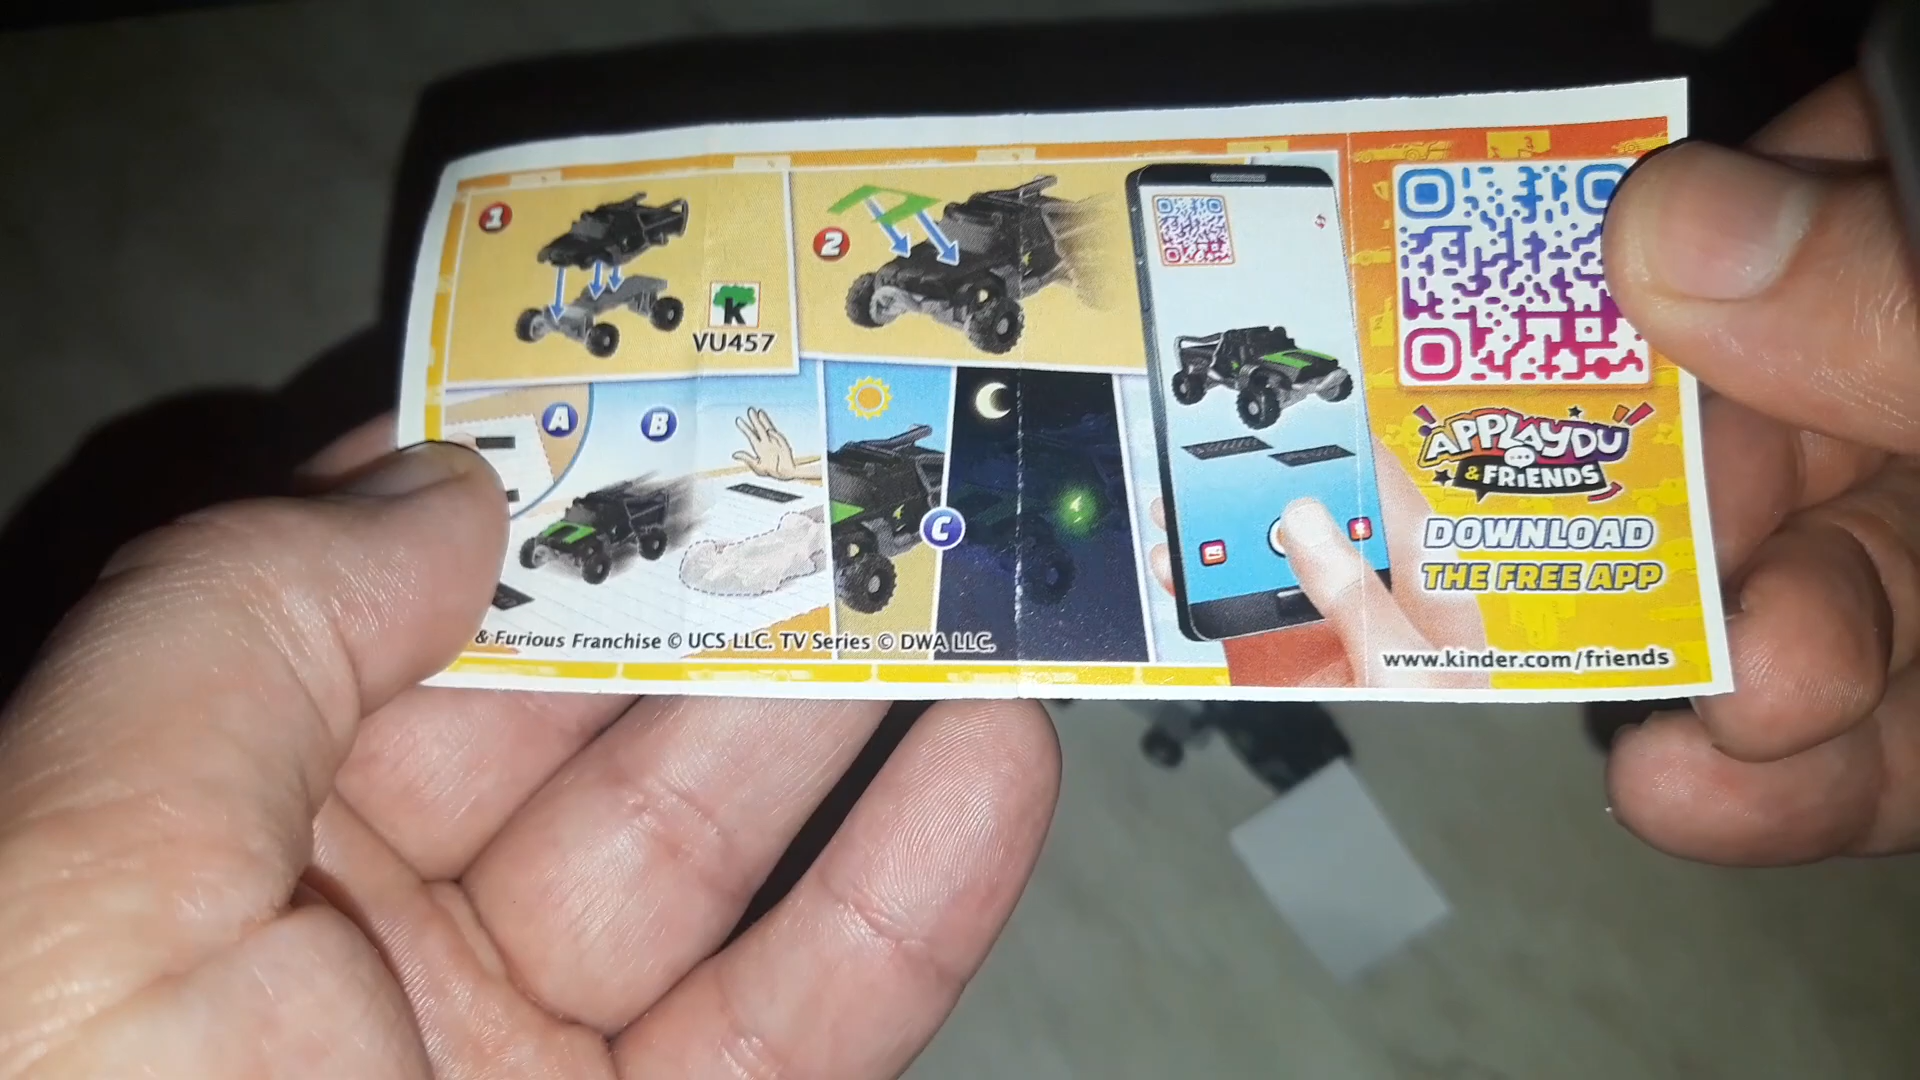 1
K
VU457
2
A
B
C
& Furious Franchise © UCS LLC. TV Series © DWA LLC.
APPLAYDU
& FRIENDS
DOWNLOAD
THE FREE APP
www.kinder.com/friends